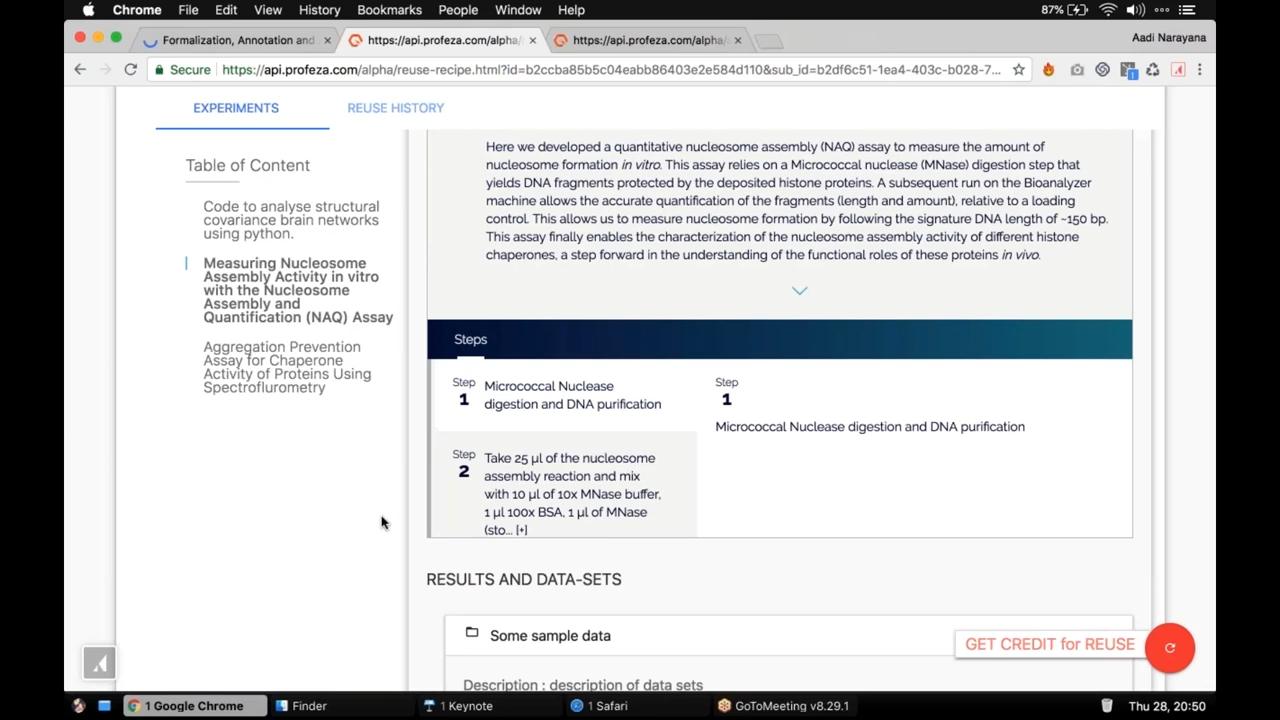 Chrome File Edit View History Bookmarks People Window Help 87%
Formalization, Annotation and × https://api.profeza.com/alpha/ × https://api.profeza.com/alpha/ × Aadi Narayana
Secure https://api.profeza.com/alpha/reuse-recipe.html?id=b2ccba85b5c04eabb86403e2e584d110&sub_id=b2df6c51-1ea4-403c-b028-7...
EXPERIMENTS REUSE HISTORY
Table of Content
Code to analyse structural
covariance brain networks
using python.
Measuring Nucleosome
Assembly Activity in vitro
with the Nucleosome
Assembly and
Quantification (NAQ) Assay
Aggregation Prevention
Assay for Chaperone
Activity of Proteins Using
Spectroflurometry
Here we developed a quantitative nucleosome assembly (NAQ) assay to measure the amount of
nucleosome formation in vitro. This assay relies on a Micrococcal nuclease (MNase) digestion step that
yields DNA fragments protected by the deposited histone proteins. A subsequent run on the Bioanalyzer
machine allows the accurate quantification of the fragments (length and amount), relative to a loading
control. This allows us to measure nucleosome formation by following the signature DNA length of ~150 bp.
This assay finally enables the characterization of the nucleosome assembly activity of different histone
chaperones, a step forward in the understanding of the functional roles of these proteins in vivo.
Steps
Step
1
Micrococcal Nuclease
digestion and DNA purification
Step
2
Take 25 µl of the nucleosome
assembly reaction and mix
with 10 µl of 10x MNase buffer,
1 µl 100x BSA, 1 µl of MNase
(sto... [+]
Step
1
Micrococcal Nuclease digestion and DNA purification
RESULTS AND DATA-SETS
Some sample data
Description : description of data sets
GET CREDIT for REUSE
1 Google Chrome Finder 1 Keynote 1 Safari GoToMeeting v8.29.1 Thu 28, 20:50